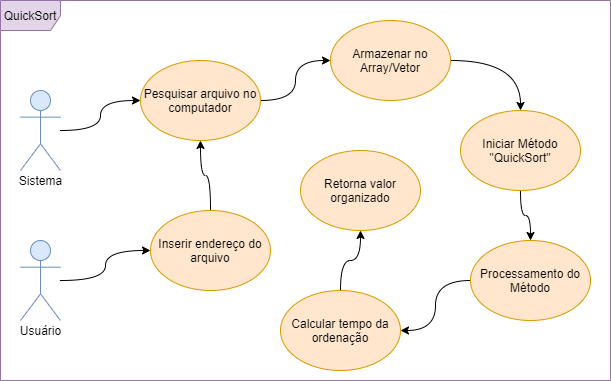 QuickSort
Sistema
Pesquisar arquivo no
computador
Armazenar no
Array/Vetor
Iniciar Método
"QuickSort"
Retorna valor
organizado
Usuário
Inserir endereço do
arquivo
Calcular tempo da
ordenação
Processamento do
Método